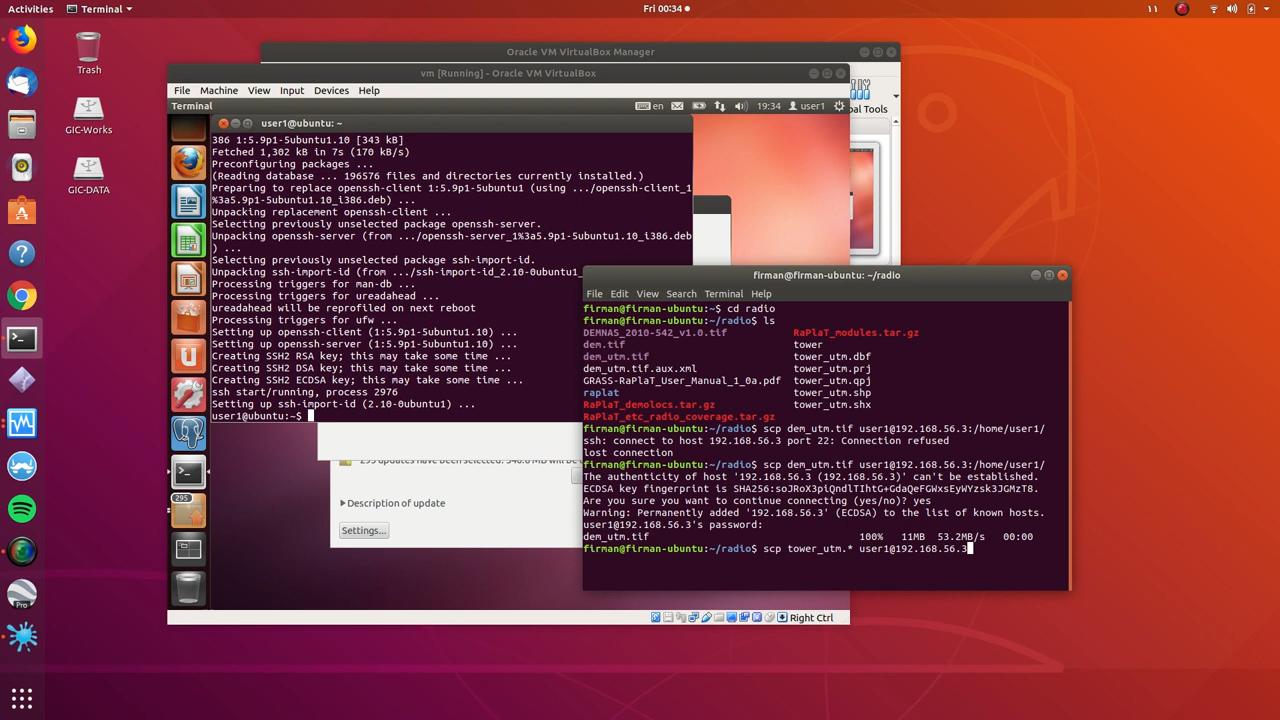 Activities
Terminal
Fri 00:34
Trash
GIC-Works
GIC-DATA
Oracle VM VirtualBox Manager
vm [Running] - Oracle VM VirtualBox
File Machine View Input Devices Help
Terminal
en
19:34
user1
bal Tools
user1@ubuntu: ~
386 1:5.9p1-5ubuntu1.10 [343 kB]
Fetched 1,302 kB in 7s (170 kB/s)
Preconfiguring packages ...
(Reading database ... 196576 files and directories currently installed.)
Preparing to replace openssh-client 1:5.9p1-5ubuntu1 (using .../openssh-client_1
%3a5.9p1-5ubuntu1.10_i386.deb) ...
Unpacking replacement openssh-client ...
Selecting previously unselected package openssh-server.
Unpacking openssh-server (from .../openssh-server_1%3a5.9p1-5ubuntu1.10_i386.deb
) ...
Selecting previously unselected package ssh-import-id.
Unpacking ssh-import-id (from .../ssh-import-id_2.10-0ubuntu1_
Processing triggers for man-db ...
Processing triggers for ureadahead ...
ureadahead will be reprofiled on next reboot
Processing triggers for ufw ...
Setting up openssh-client (1:5.9p1-5ubuntu1.10) ...
Setting up openssh-server (1:5.9p1-5ubuntu1.10) ...
Creating SSH2 RSA key; this may take some time ...
Creating SSH2 DSA key; this may take some time ...
Creating SSH2 ECDSA key; this may take some time ...
ssh start/running, process 2976
Setting up ssh-import-id (2.10-0ubuntu1) ...
user1@ubuntu:~$
295
Description of update
Settings...
Right Ctrl
firman@firman-ubuntu: ~/radio
File Edit View Search Terminal Help
firman@firman-ubuntu:~$ cd radio
firman@firman-ubuntu:~/radio$ ls
DEMNAS_2010-S42_v1.0.tif RaPlaT_modules.tar.gz
dem.tif tower
dem_utm.tif tower_utm.dbf
dem_utm.tif.aux.xml tower_utm.prj
GRASS-RaPlaT_User_Manual_1_0a.pdf tower_utm.qpj
raplat tower_utm.shp
RaPlaT_demolocs.tar.gz tower_utm.shx
RaPlaT_etc_radio_coverage.tar.gz
firman@firman-ubuntu:~/radio$ scp dem_utm.tif user1@192.168.56.3:/home/user1/
ssh: connect to host 192.168.56.3 port 22: Connection refused
lost connection
firman@firman-ubuntu:~/radio$ scp dem_utm.tif user1@192.168.56.3:/home/user1/
The authenticity of host '192.168.56.3 (192.168.56.3)' can't be established.
ECDSA key fingerprint is SHA256:soJRoX3piQndlTIhtG+GdaQeFGWxsEyWYzsk3JGMzT8.
Are you sure you want to continue connecting (yes/no)? yes
Warning: Permanently added '192.168.56.3' (ECDSA) to the list of known hosts.
user1@192.168.56.3's password:
dem_utm.tif 100% 11MB 53.2MB/s 00:00
firman@firman-ubuntu:~/radio$ scp tower_utm.* user1@192.168.56.3
Pro